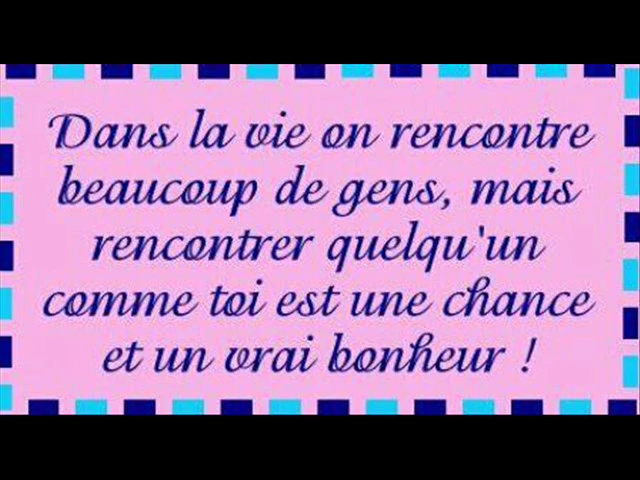 Dans la vie on rencontre
beaucoup de gens, mais
rencontrer quelqu'un
comme toi est une chance
et un vrai bonheur !